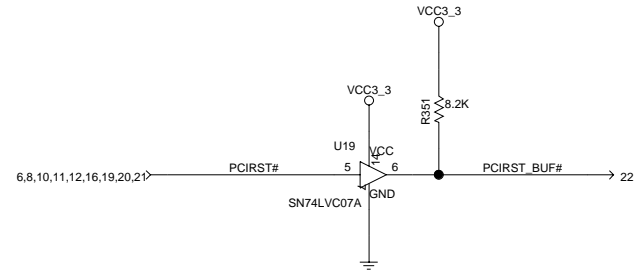 VCC3_3
VCC3_3
R351
8.2K
U19
VCC
14
6,8,10,11,12,16,19,20,21
PCIRST#
5
6
PCIRST_BUF#
22
GND
SN74LVC07A